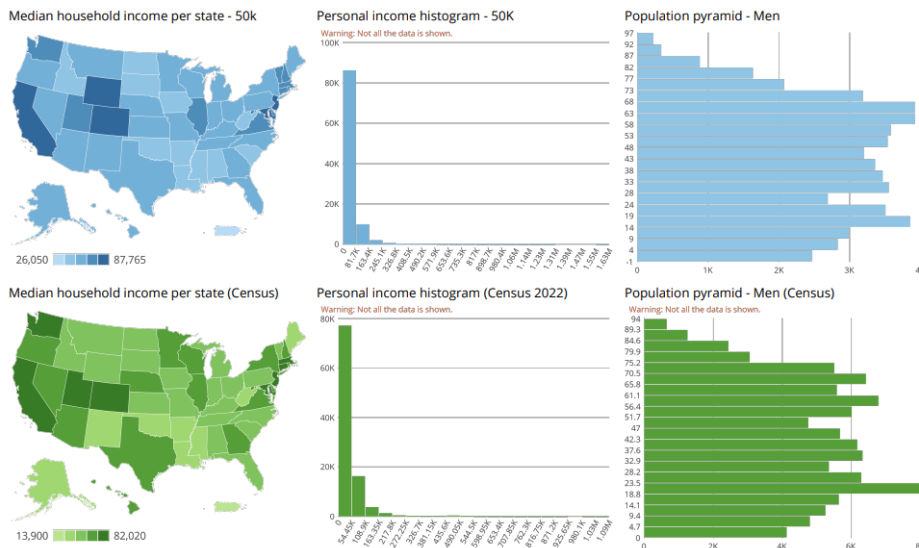 Median household income per state - 50k
26,050 87,765
Personal income histogram - 50K
Warning: Not all the data is shown.
100K
80K
60K
40K
20K
0
0 81.7K 163.4K 245.1K 326.8K 408.5K 490.2K 571.9K 653.6K 735.3K 817K 898.7K 980.4K 1.06M 1.14M 1.23M 1.31M 1.39M 1.47M 1.55M 1.63M
Population pyramid - Men
97
92
87
82
77
73
68
63
58
53
48
43
38
33
28
24
19
14
9
4
-1
0 1K 2K 3K
Median household income per state (Census)
13,900 82,020
Personal income histogram (Census 2022)
Warning: Not all the data is shown.
80K
60K
40K
20K
0
0 54.45K 108.9K 163.35K 217.8K 272.25K 326.7K 381.15K 435.6K 490.05K 544.5K 598.95K 653.4K 707.85K 762.3K 816.75K 871.2K 925.65K 980.1K 1.03M 1.09M
Population pyramid - Men (Census)
Warning: Not all the data is shown.
94
89.3
84.6
79.9
75.2
70.5
65.8
61.1
56.4
51.7
47
42.3
37.6
32.9
28.2
23.5
18.8
14.1
9.4
4.7
0
0 2K 4K 6K